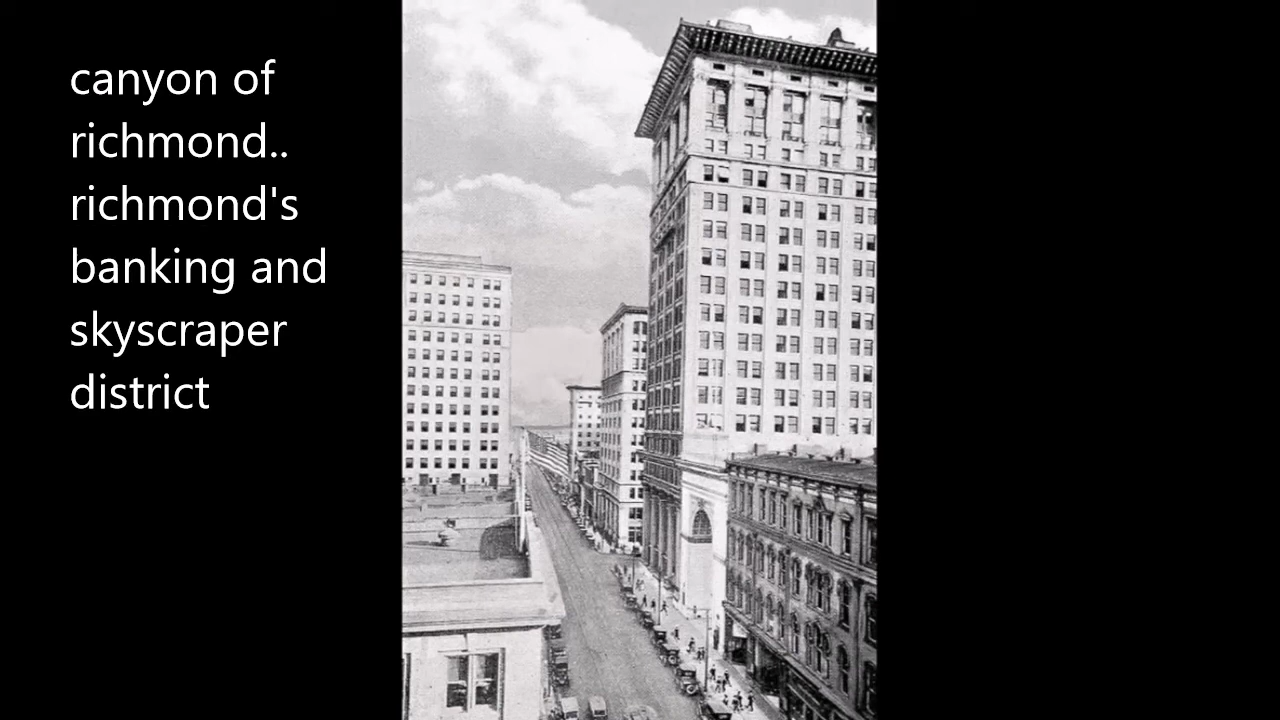 canyon of
richmond..
richmond's
banking and
skyscraper
district